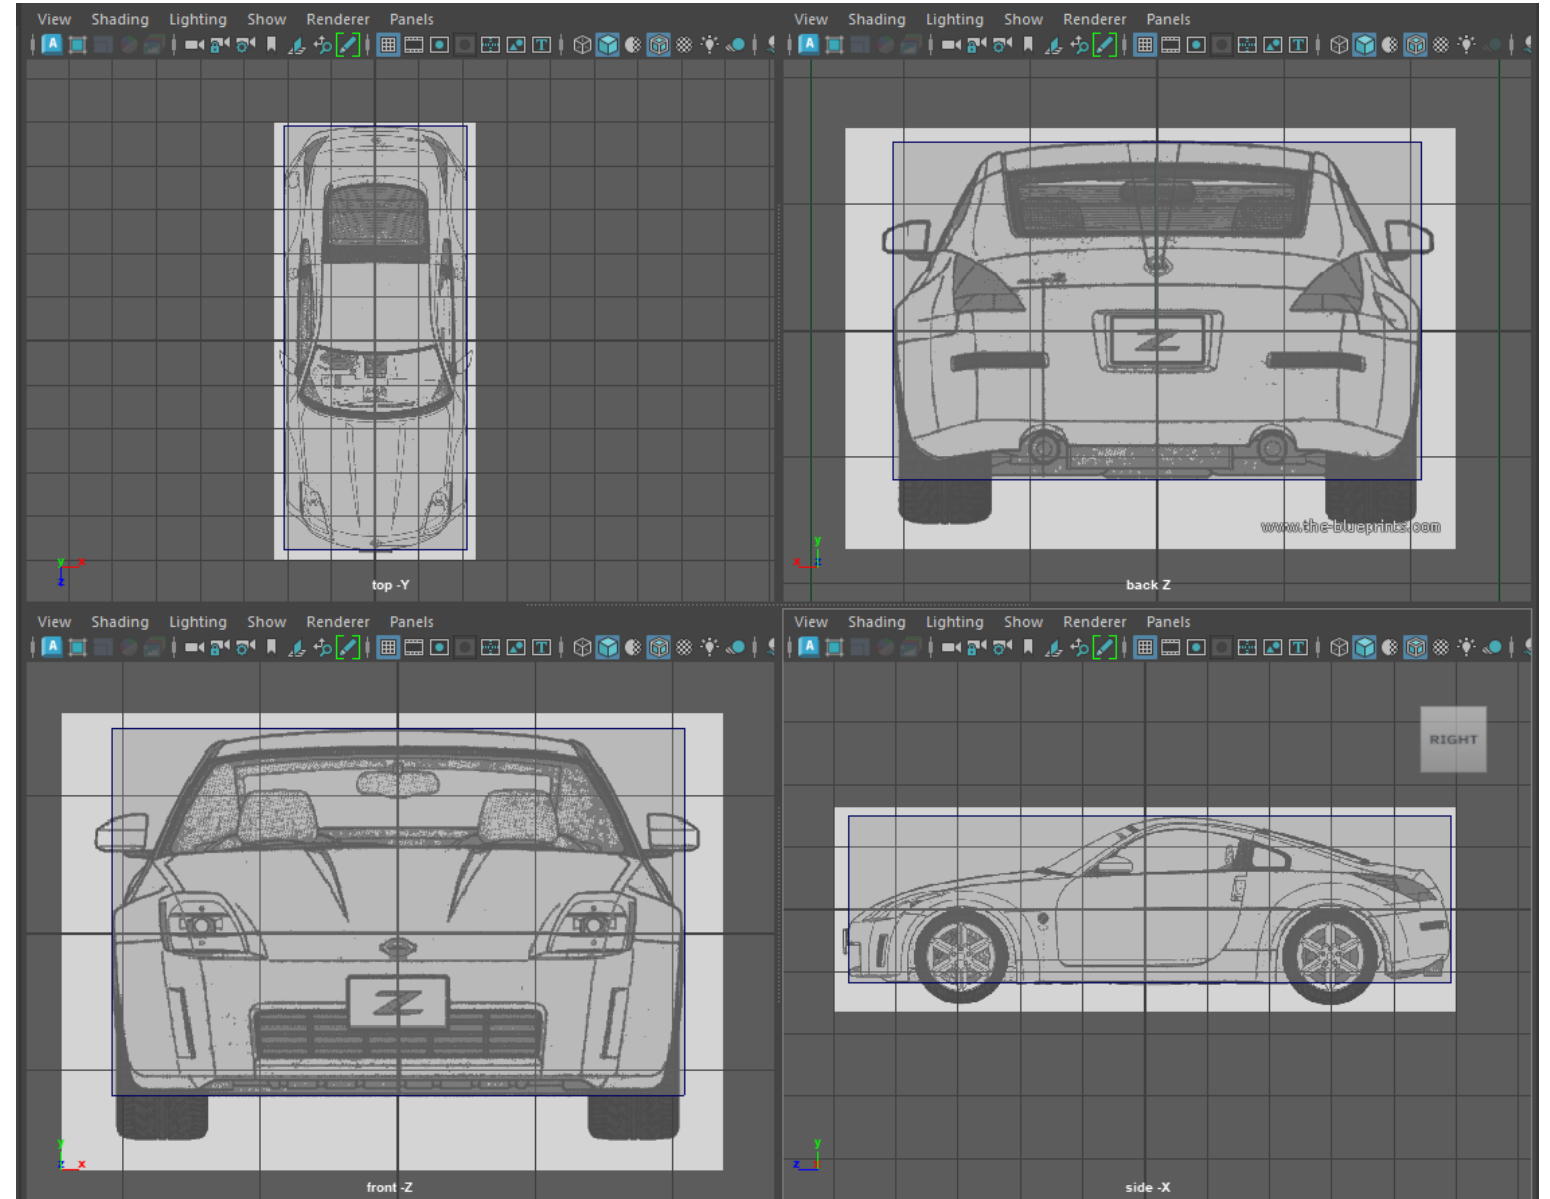 View Shading Lighting Show Renderer Panels
View Shading Lighting Show Renderer Panels
A T
A T
Z
www.the-blueprints.com
y x
z
top -Y
y
x z
back Z
View Shading Lighting Show Renderer Panels
View Shading Lighting Show Renderer Panels
A T
A T
RIGHT
Z
y
z x
front -Z
y
z
side -X